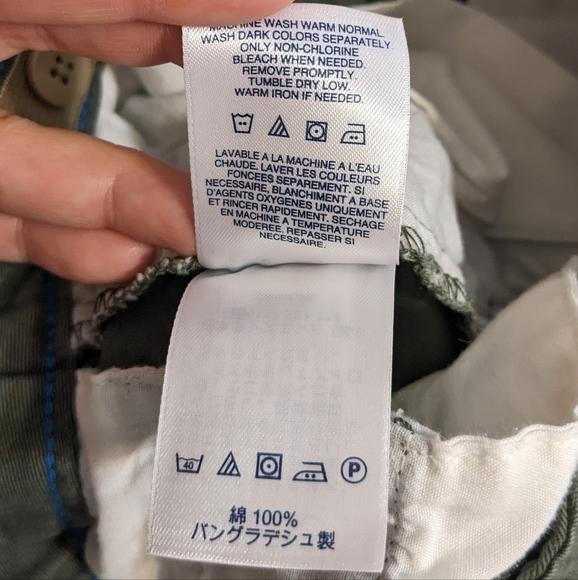 MACHINE WASH WARM NORMAL.
WASH DARK COLORS SEPARATELY.
ONLY NON-CHLORINE
BLEACH WHEN NEEDED.
REMOVE PROMPTLY.
TUMBLE DRY LOW.
WARM IRON IF NEEDED.
LAVABLE A LA MACHINE A L'EAU
CHAUDE. LAVER LES COULEURS
FONCEES SEPAREMENT. SI
NECESSAIRE, BLANCHIMENT A BASE
D'AGENTS OXYGENES UNIQUEMENT
ET RINCER RAPIDEMENT. SECHAGE
EN MACHINE A TEMPERATURE
MODEREE. REPASSER SI
NECESSAIRE.
40 P
綿 100%
バングラデシュ製